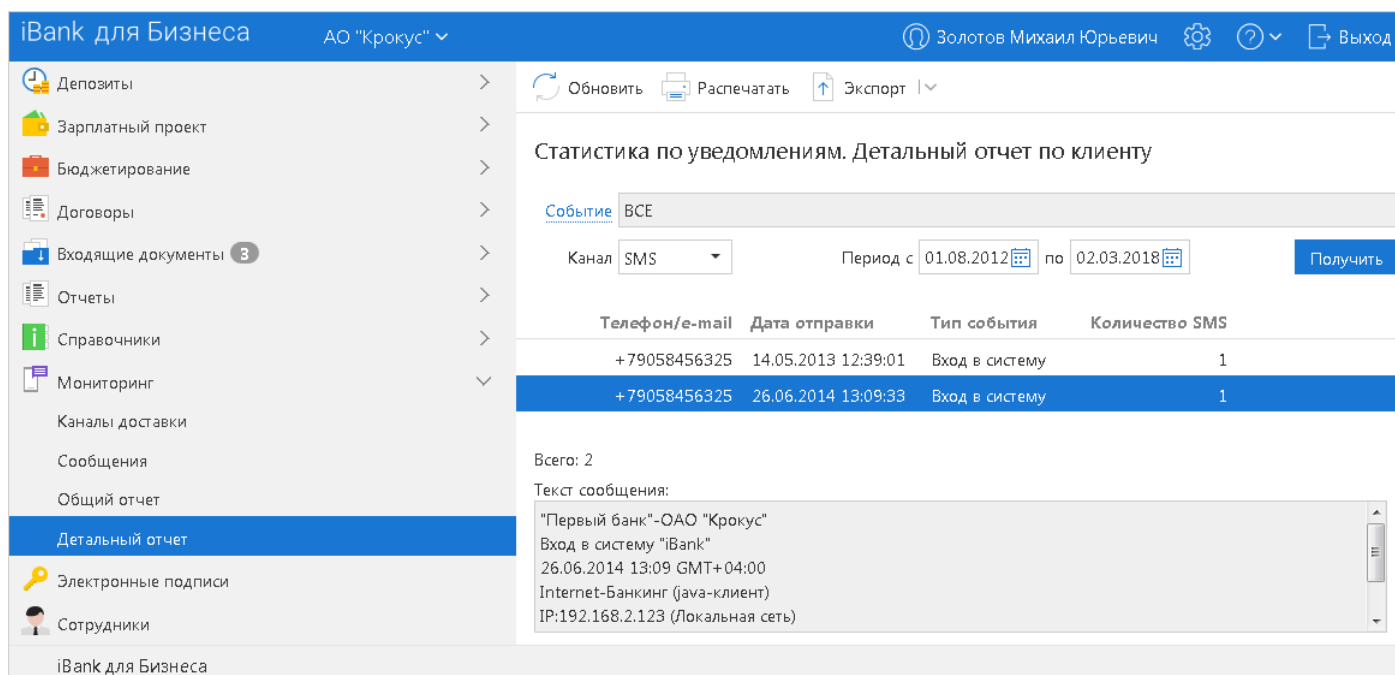 iBank для Бизнеса АО "Крокус" Золотов Михаил Юрьевич ? Выход
Депозиты
Зарплатный проект
Бюджетирование
Договоры
Входящие документы 3
Отчеты
Справочники
Мониторинг
Каналы доставки
Сообщения
Общий отчет
Детальный отчет
Электронные подписи
Сотрудники
iBank для Бизнеса
Обновить Распечатать Экспорт
Статистика по уведомлениям. Детальный отчет по клиенту
Событие ВСЕ
Канал SMS Период с 01.08.2012 по 02.03.2018 Получить
Телефон/e-mail Дата отправки Тип события Количество SMS
+79058456325 14.05.2013 12:39:01 Вход в систему 1
+79058456325 26.06.2014 13:09:33 Вход в систему 1
Всего: 2
Текст сообщения:
"Первый банк"-ОАО "Крокус"
Вход в систему "iBank"
26.06.2014 13:09 GMT+04:00
Internet-Банкинг (java-клиент)
IP:192.168.2.123 (Локальная сеть)